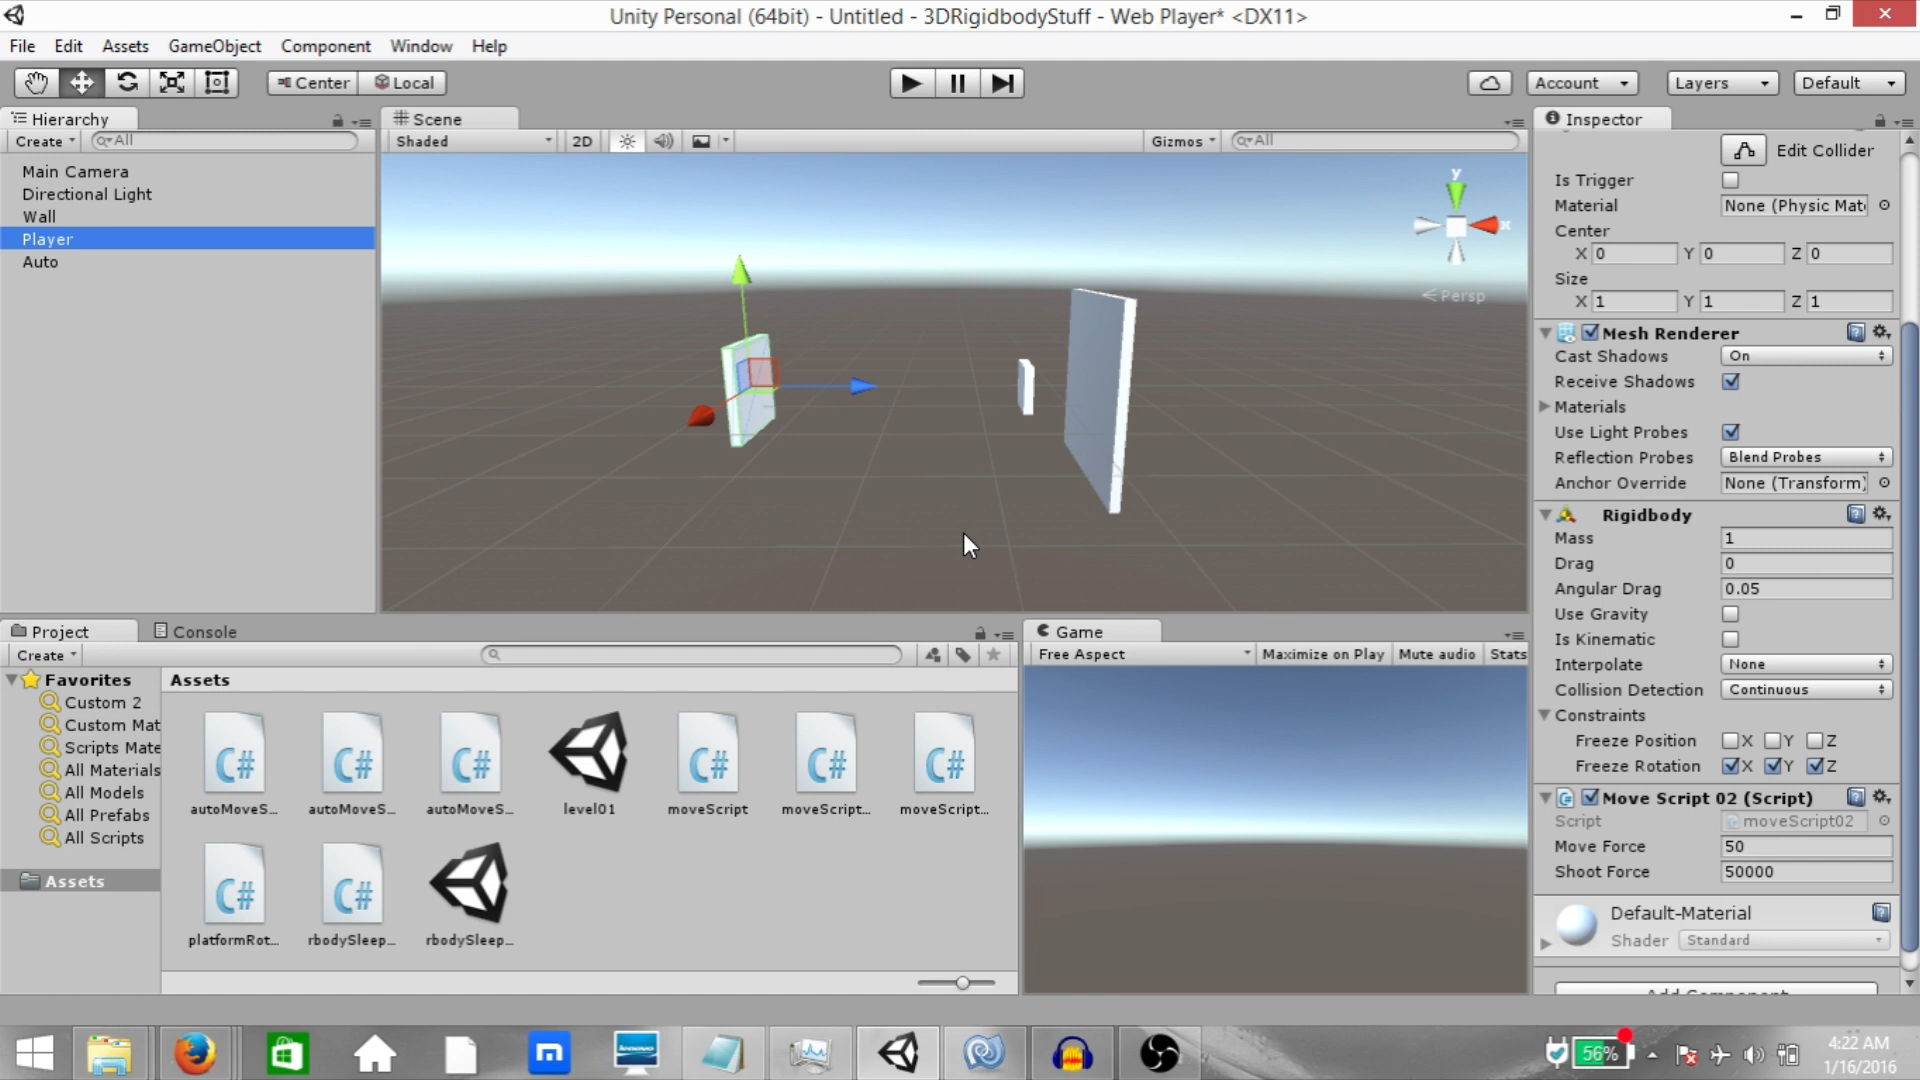 Unity Personal (64bit) - Untitled - 3DRigidbodyStuff - Web Player* <DX11>
File Edit Assets GameObject Component Window Help
Center Local
Account Layers Default
Hierarchy
Create All
Main Camera
Directional Light
Wall
Player
Auto
Scene
Shaded 2D Gizmos All
y
x
Persp
Inspector
Edit Collider
Is Trigger
Material None (Physic Mat
Center
X 0 Y 0 Z 0
Size
X 1 Y 1 Z 1
Mesh Renderer
Cast Shadows On
Receive Shadows
Materials
Use Light Probes
Reflection Probes Blend Probes
Anchor Override None (Transform)
Rigidbody
Mass 1
Drag 0
Angular Drag 0.05
Use Gravity
Is Kinematic
Interpolate None
Collision Detection Continuous
Constraints
Freeze Position X Y Z
Freeze Rotation X Y Z
Move Script 02 (Script)
Script moveScript02
Move Force 50
Shoot Force 50000
Default-Material
Shader Standard
Add Component
Project Console
Create
Favorites
Custom 2
Custom Mat
Scripts Mate
All Materials
All Models
All Prefabs
All Scripts
Assets
Assets
C# C# C# C# C# C#
autoMoveS... autoMoveS... autoMoveS... level01 moveScript moveScript... moveScript...
C# C#
platformRot... rbodySleep... rbodySleep...
Game
Free Aspect Maximize on Play Mute audio Stats
lenovo
m
56%
4:22 AM
1/16/2016